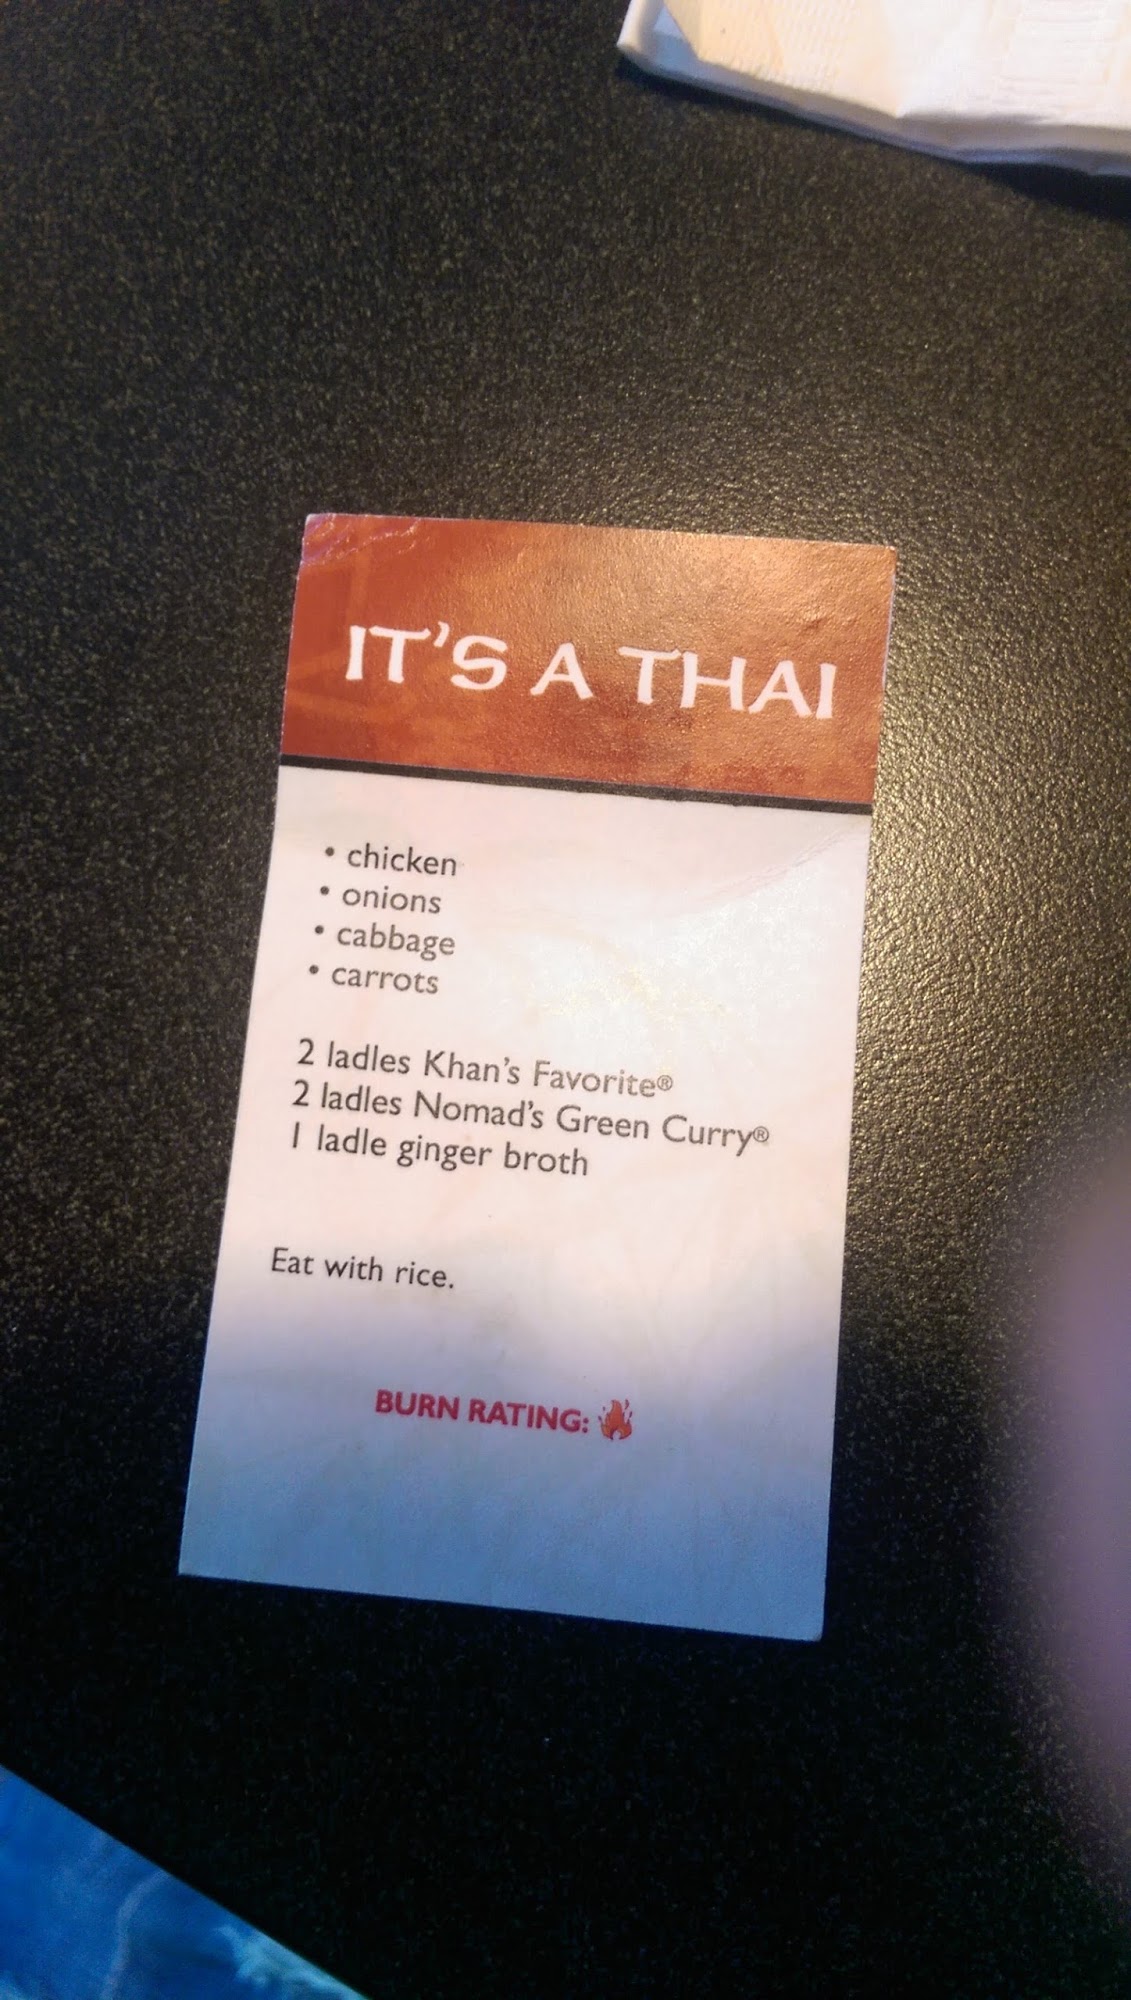 IT'S A THAI
• chicken
• onions
• cabbage
• carrots
2 ladles Khan's Favorite®
2 ladles Nomad's Green Curry®
1 ladle ginger broth
Eat with rice.
BURN RATING: